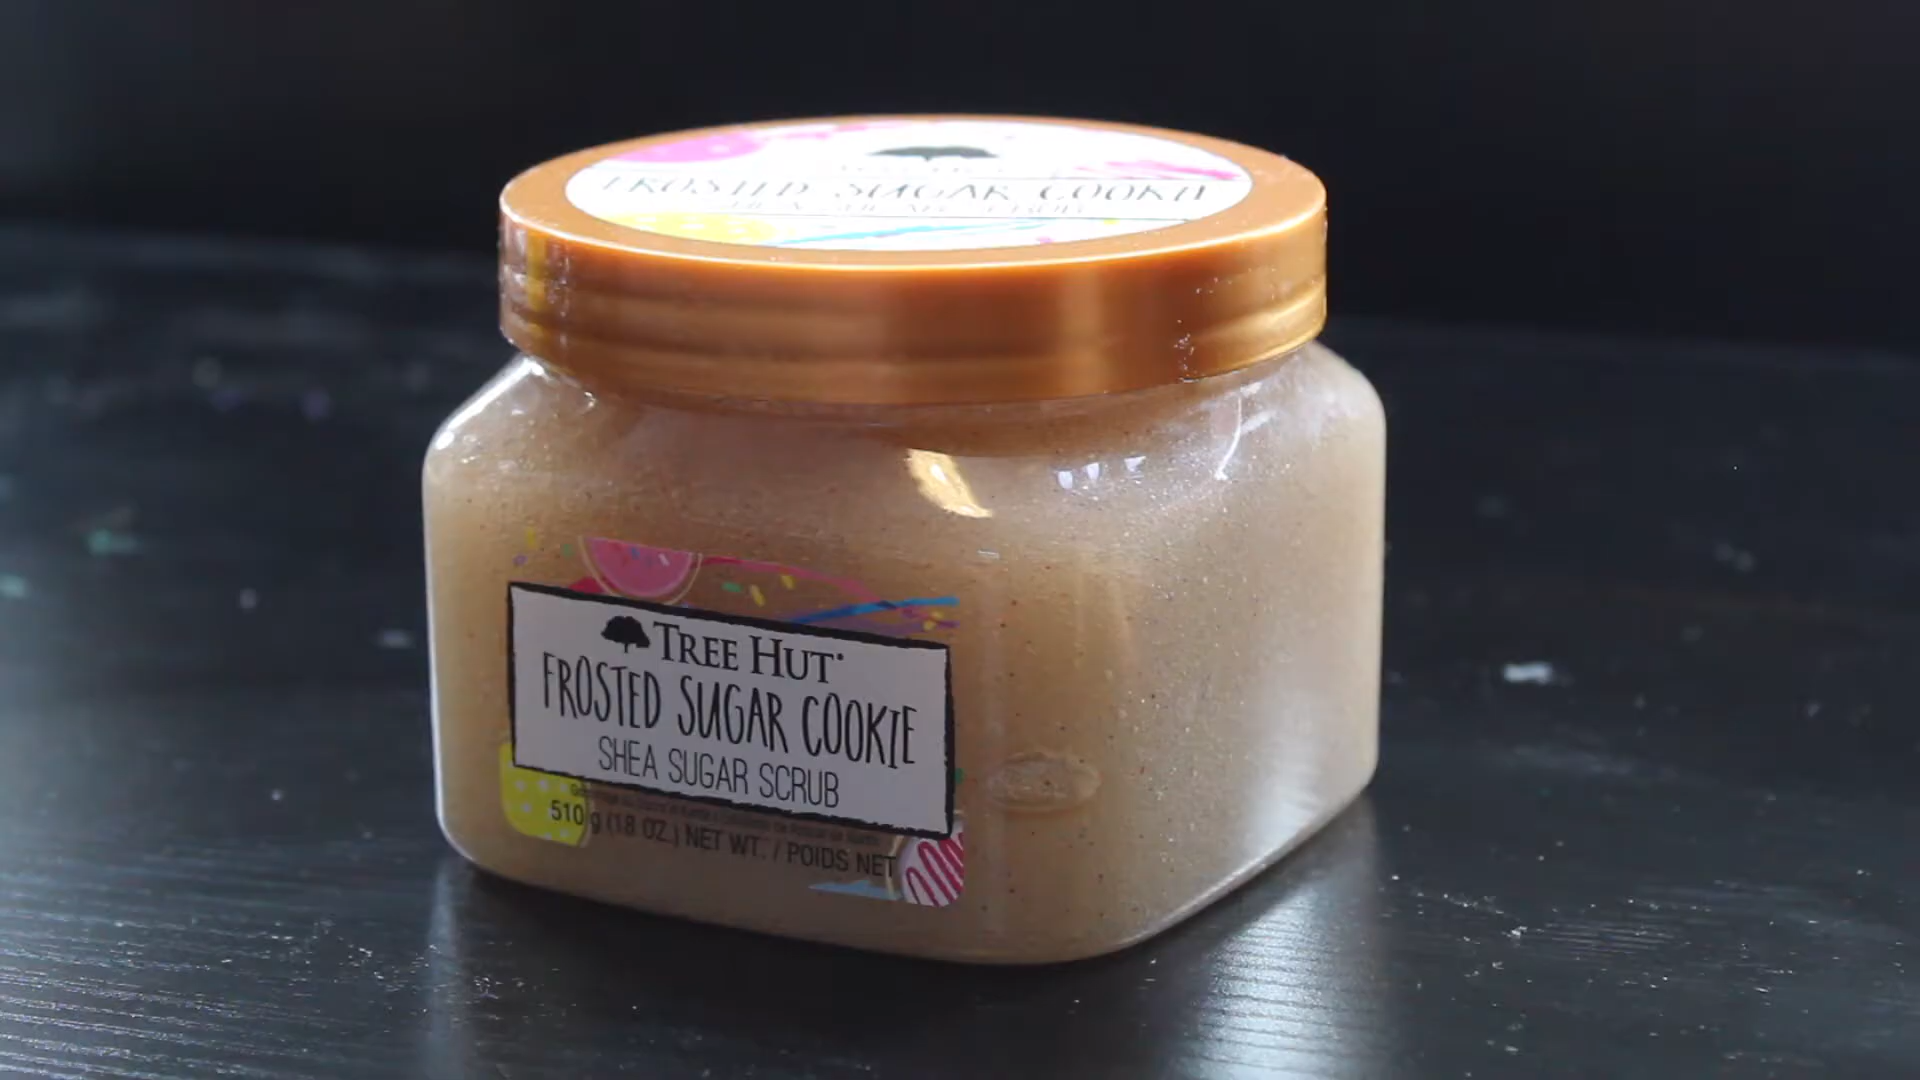 FROSTED SUGAR COOKIE
TREE HUT
FROSTED SUGAR COOKIE
SHEA SUGAR SCRUB
510 g (18 OZ.) NET WT. / POIDS NET